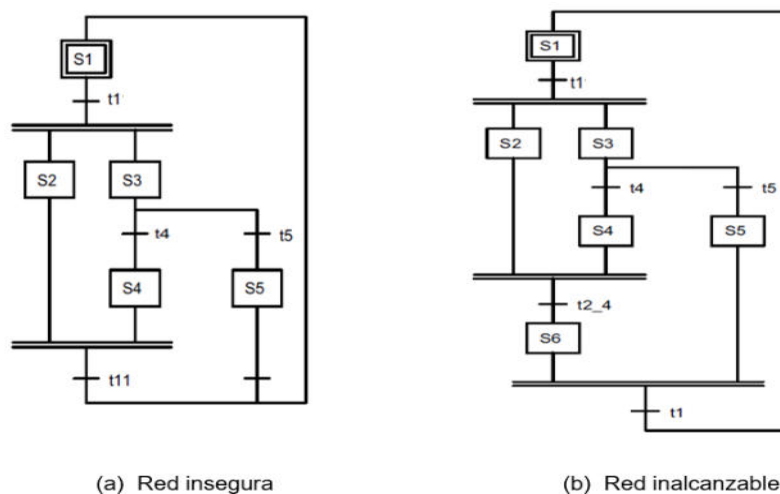 S1
t1
S2
S3
t4
t5
S4
S5
t11
(a) Red insegura
S1
t1
S2
S3
t4
t5
S4
S5
t2_4
S6
t1
(b) Red inalcanzable